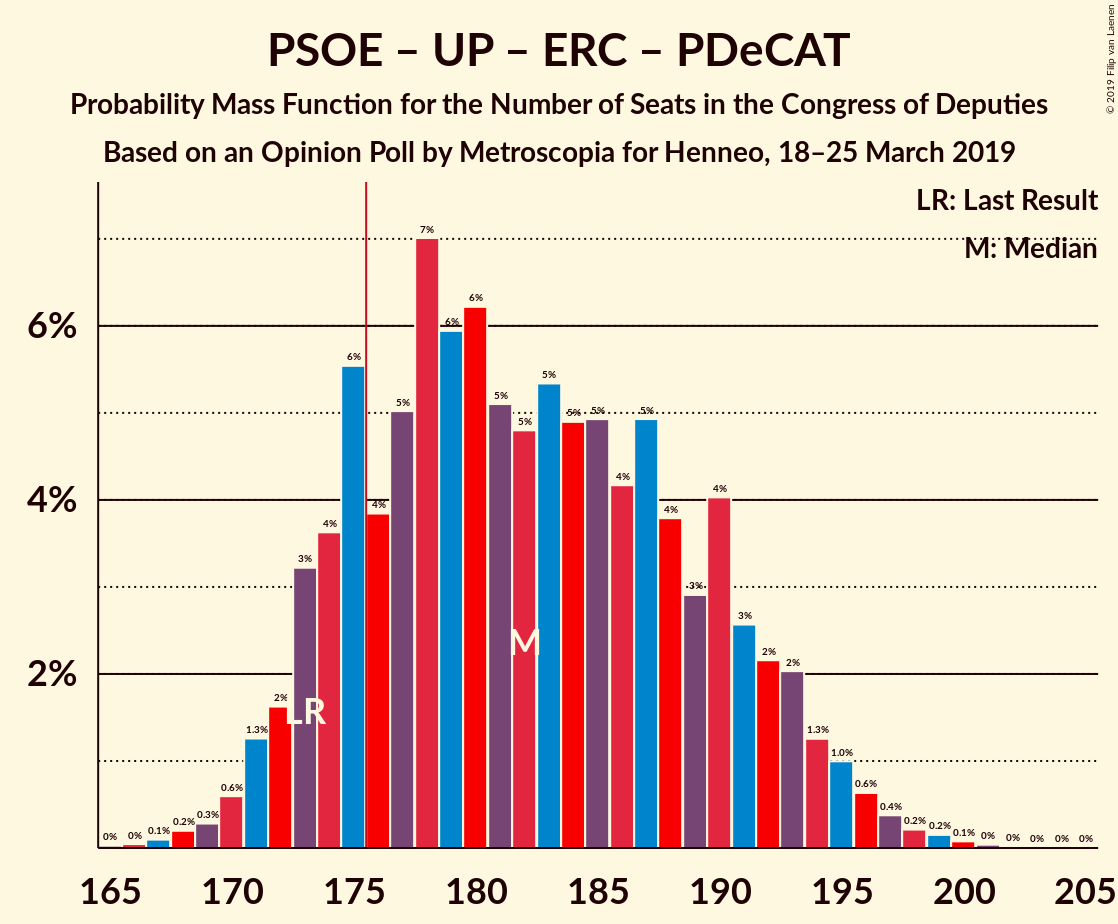 PSOE – UP – ERC – PDeCAT
Probability Mass Function for the Number of Seats in the Congress of Deputies
Based on an Opinion Poll by Metroscopia for Henneo, 18–25 March 2019
© 2019 Filip van Laenen
LR: Last Result
M: Median
6%
4%
2%
0% 0% 0.1% 0.2% 0.3% 0.6% 1.3% 2% 3% 4% 6% 4% 5% 7% 6% 6% 5% 5% 5% 5% 5% 4% 5% 4% 3% 4% 3% 2% 2% 1.3% 1.0% 0.6% 0.4% 0.2% 0.2% 0.1% 0% 0% 0% 0% 0%
M
LR
165 170 175 180 185 190 195 200 205